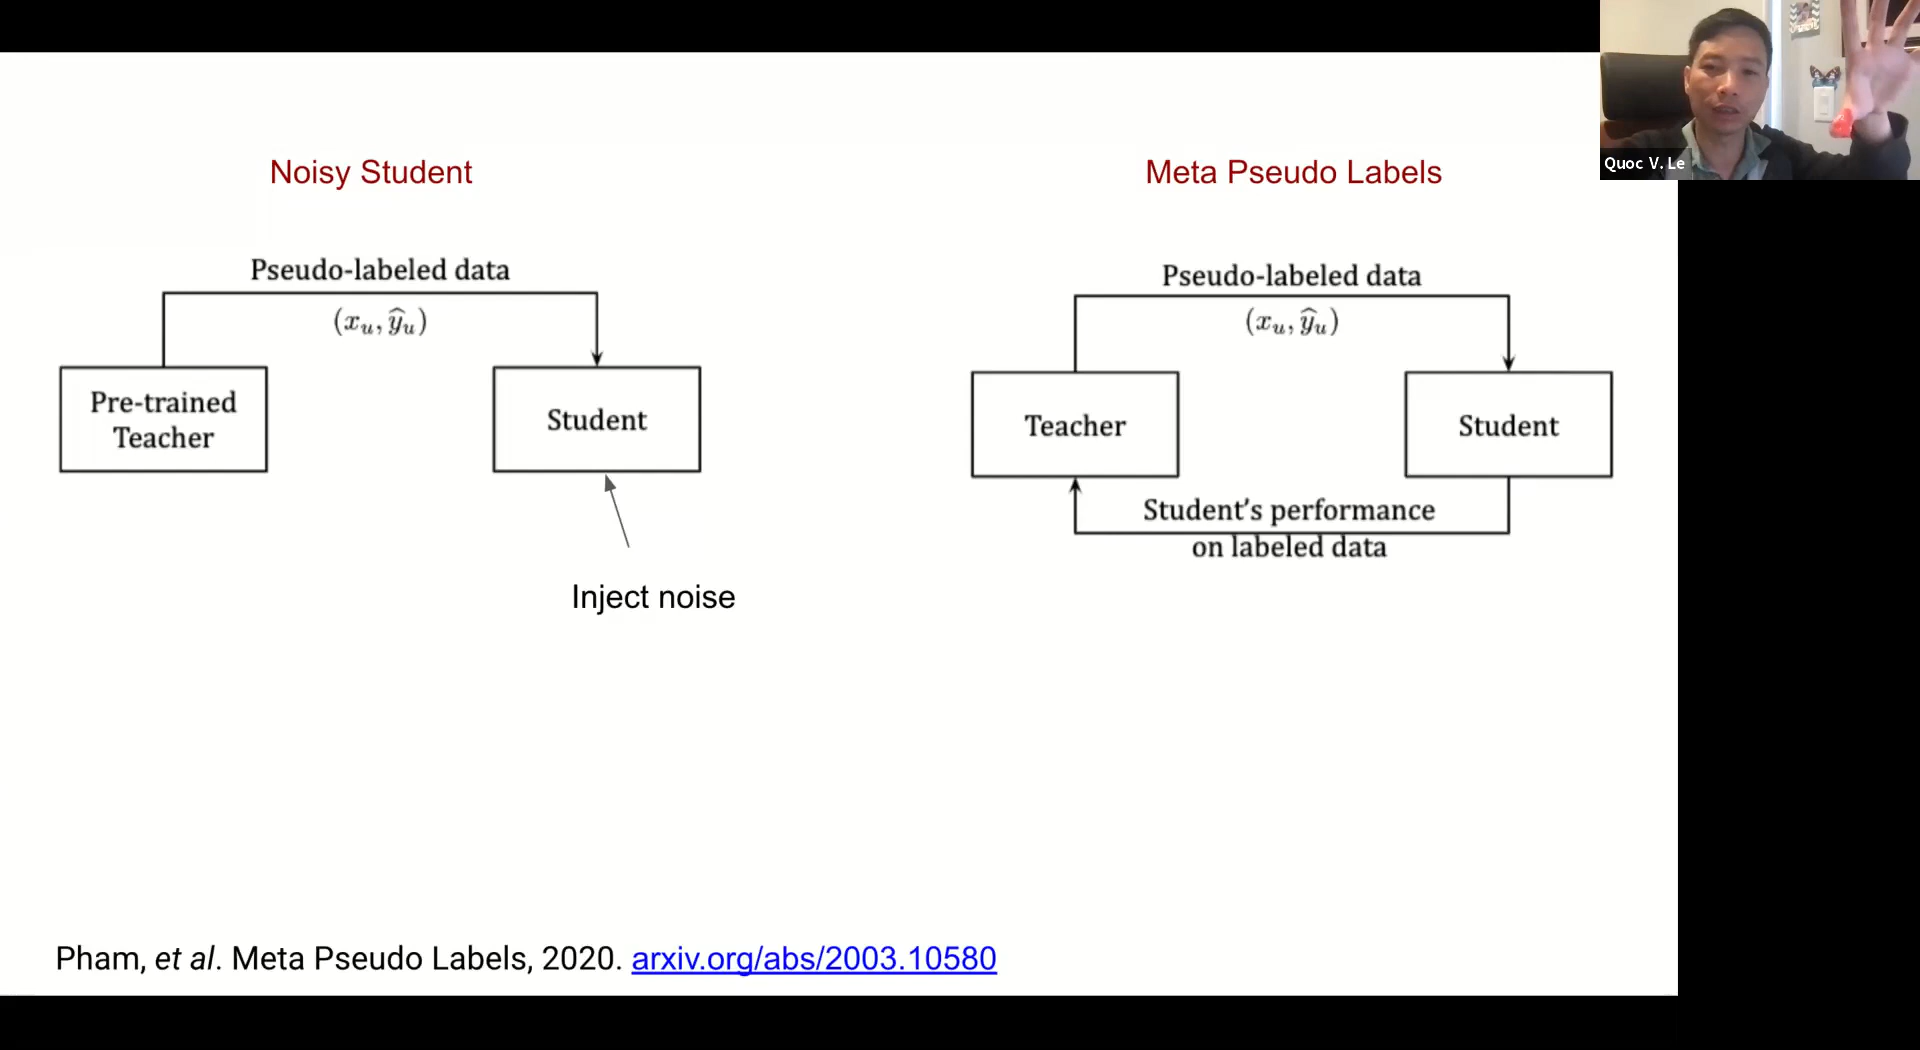 Quoc V. Le
Noisy Student
Pseudo-labeled data
(x_u, ŷ_u)
Pre-trained
Teacher
Student
Inject noise
Meta Pseudo Labels
Pseudo-labeled data
(x_u, ŷ_u)
Teacher
Student
Student’s performance
on labeled data
Pham, et al. Meta Pseudo Labels, 2020. arxiv.org/abs/2003.10580